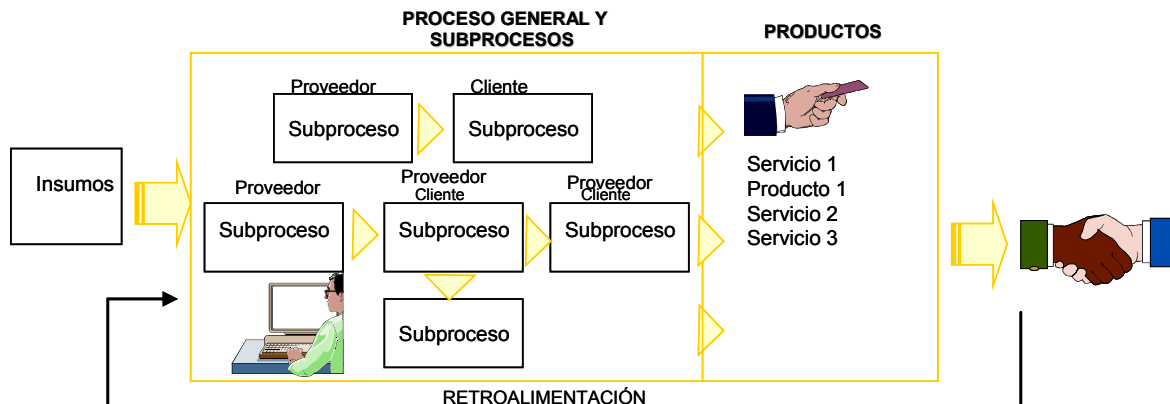 PROCESO GENERAL Y
SUBPROCESOS
PRODUCTOS
Proveedor
Cliente
Subproceso
Subproceso
Insumos
Proveedor
Proveedor
Cliente
Proveedor
Cliente
Subproceso
Subproceso
Subproceso
Subproceso
Servicio 1
Producto 1
Servicio 2
Servicio 3
RETROALIMENTACIÓN